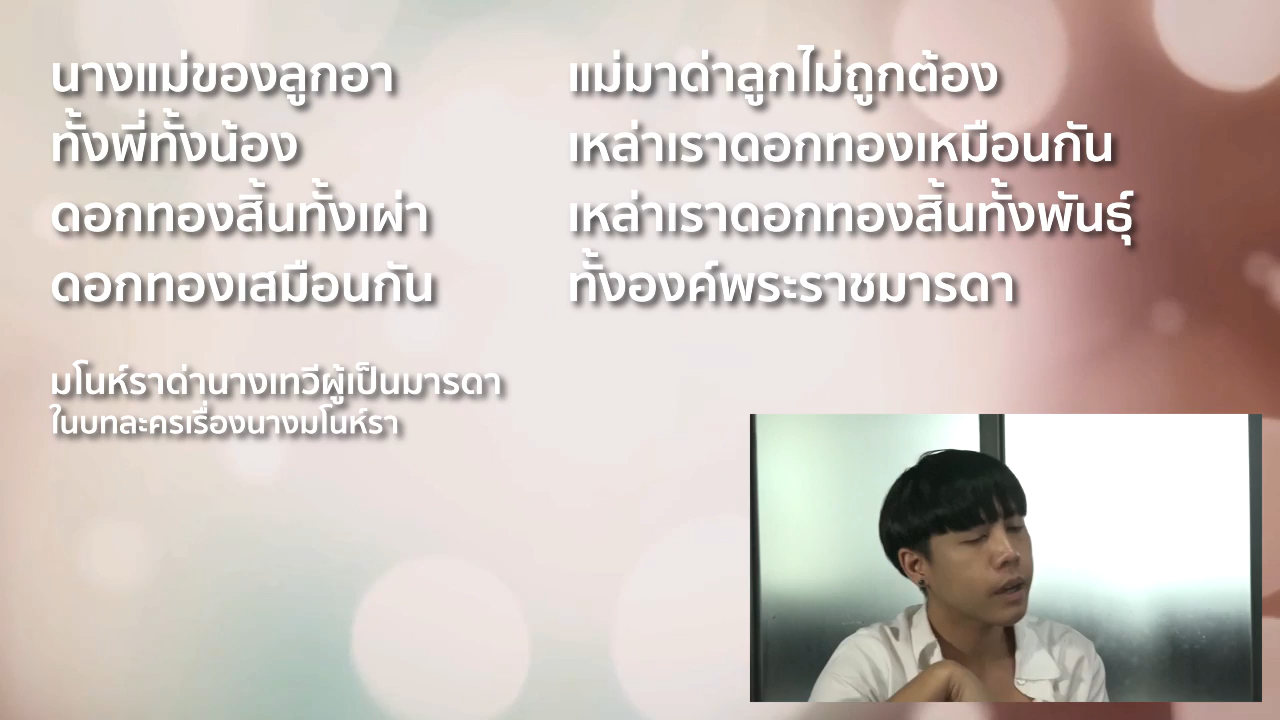 นางแม่ของลูกอา แม่มาด่าลูกไม่ถูกต้อง
ทั้งพี่ทั้งน้อง เหล่าเราดอกทองเหมือนกัน
ดอกทองสิ้นทั้งเผ่า เหล่าเราดอกทองสิ้นทั้งพันธุ์
ดอกทองเสมือนกัน ทั้งองค์พระราชมารดา
มโนห์ราด่านางเทวีผู้เป็นมารดา
ในบทละครเรื่องนางมโนห์รา